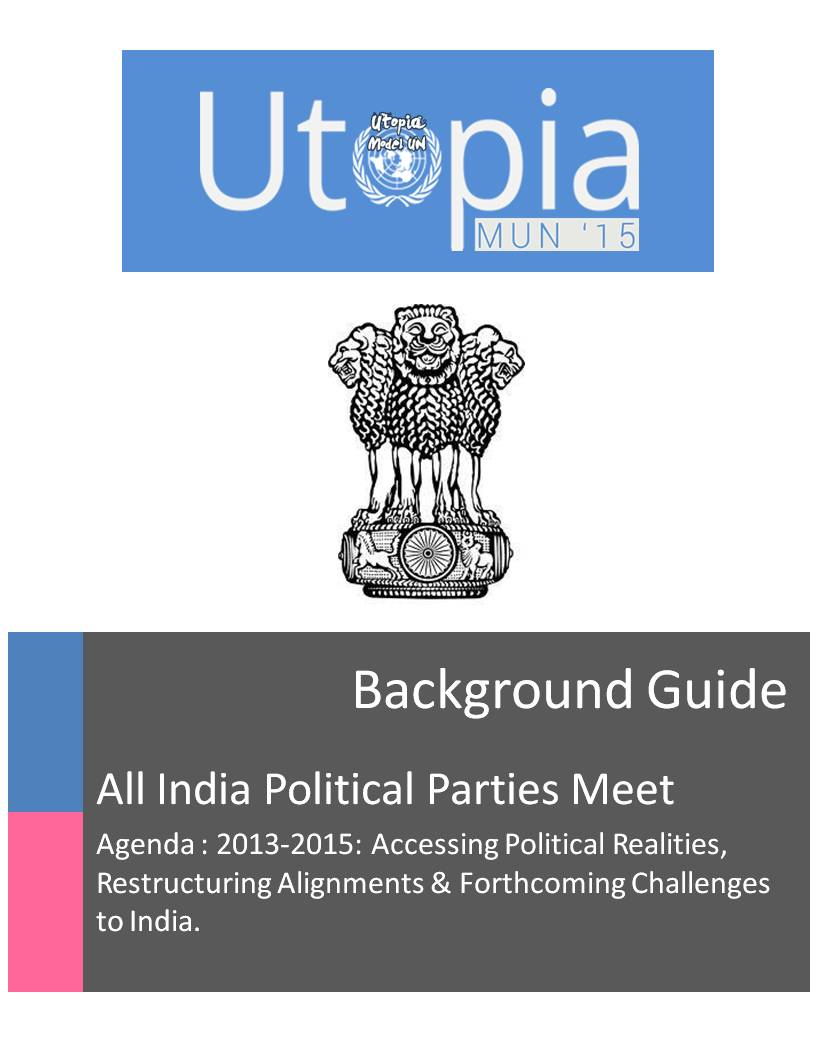 Utopia
Utopia
Model UN
MUN ‘15
Background Guide
All India Political Parties Meet
Agenda : 2013-2015: Accessing Political Realities,
Restructuring Alignments & Forthcoming Challenges
to India.